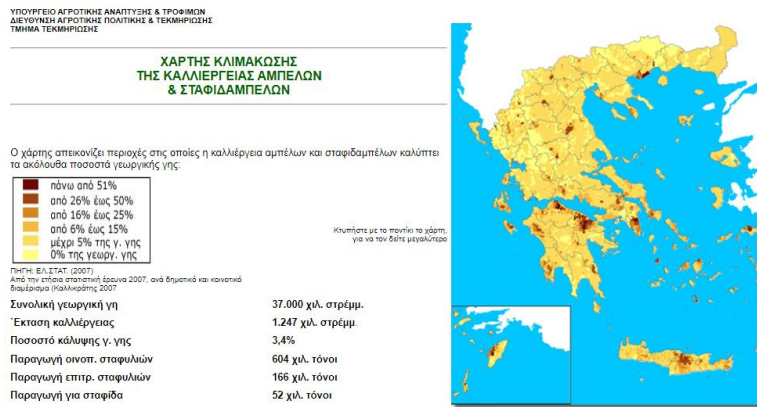 ΥΠΟΥΡΓΕΙΟ ΑΓΡΟΤΙΚΗΣ ΑΝΑΠΤΥΞΗΣ & ΤΡΟΦΙΜΩΝ
ΔΙΕΥΘΥΝΣΗ ΑΓΡΟΤΙΚΗΣ ΠΟΛΙΤΙΚΗΣ & ΤΕΚΜΗΡΙΩΣΗΣ
ΤΜΗΜΑ ΤΕΚΜΗΡΙΩΣΗΣ
ΧΑΡΤΗΣ ΚΛΙΜΑΚΩΣΗΣ
ΤΗΣ ΚΑΛΛΙΕΡΓΕΙΑΣ ΑΜΠΕΛΩΝ
& ΣΤΑΦΙΔΑΜΠΕΛΩΝ
Ο χάρτης απεικονίζει περιοχές στις οποίες η καλλιέργεια αμπέλων και σταφιδαμπέλων καλύπτει
τα ακόλουθα ποσοστά γεωργικής γης:
πάνω από 51%
από 26% έως 50%
από 16% έως 25%
από 6% έως 15%
μέχρι 5% της γ. γης
0% της γεωργ. γης
Κτυπήστε με το ποντίκι το χάρτη,
για να τον δείτε μεγαλύτερο
ΠΗΓΗ: ΕΛ.ΣΤΑΤ. (2007)
Από την ετήσια στατιστική έρευνα 2007, ανά δημοτικό και κοινοτικό
διαμέρισμα (Καλλικράτης 2007
Συνολική γεωργική γη 37.000 χιλ. στρέμμ.
Έκταση καλλιέργειας 1.247 χιλ. στρέμμ.
Ποσοστό κάλυψης γ. γης 3,4%
Παραγωγή οινοπ. σταφυλιών 604 χιλ. τόνοι
Παραγωγή επιτρ. σταφυλιών 166 χιλ. τόνοι
Παραγωγή για σταφίδα 52 χιλ. τόνοι